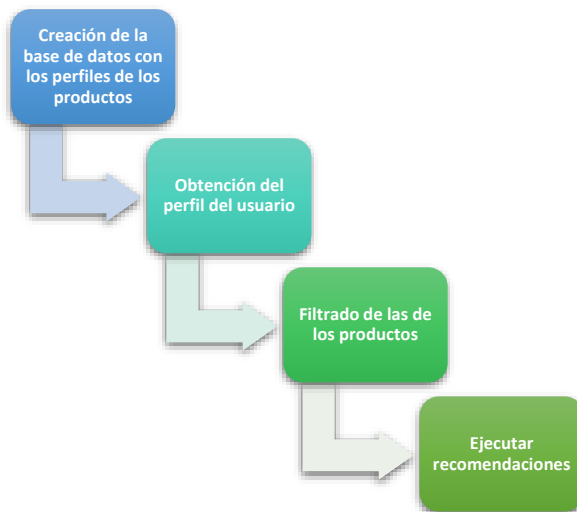 Creación de la
base de datos con
los perfiles de los
productos
Obtención del
perfil del usuario
Filtrado de las de
los productos
Ejecutar
recomendaciones